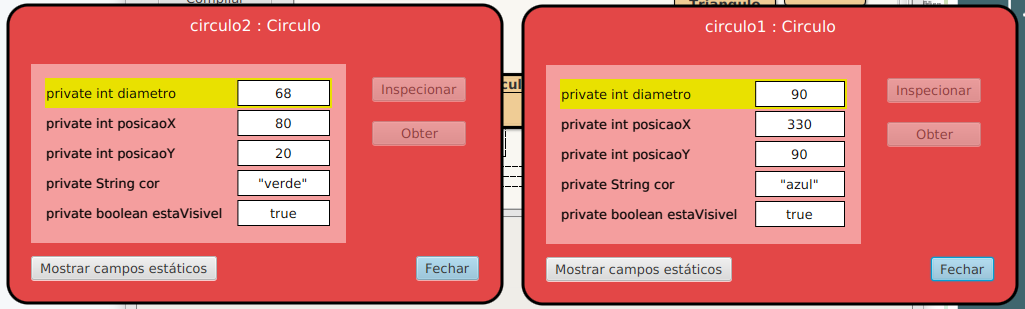 Compilar
Triangulo
circulo2 : Circulo
private int diametro 68
private int posicaoX 80
private int posicaoY 20
private String cor "verde"
private boolean estaVisivel true
Inspecionar
Obter
Mostrar campos estáticos
Fechar
circulo1 : Circulo
private int diametro 90
private int posicaoX 330
private int posicaoY 90
private String cor "azul"
private boolean estaVisivel true
Inspecionar
Obter
Mostrar campos estáticos
Fechar